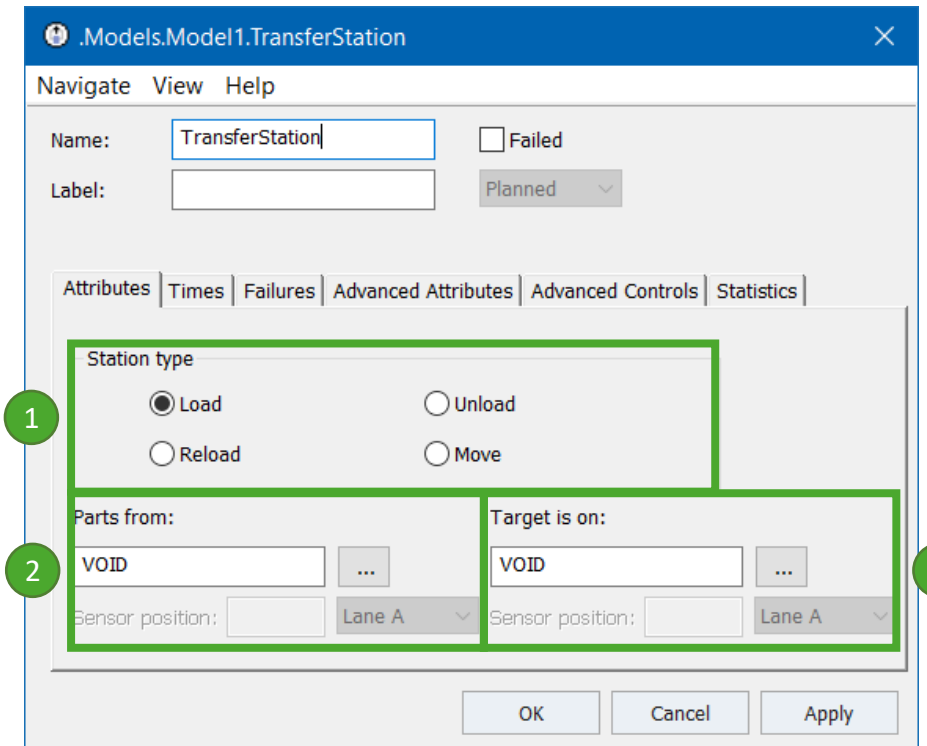 .Models.Model1.TransferStation
Navigate View Help
Name: TransferStation Failed
Label: Planned
Attributes Times Failures Advanced Attributes Advanced Controls Statistics
Station type
1 Load Unload
Reload Move
Parts from: Target is on:
2 VOID ... VOID ...
Sensor position: Lane A Sensor position: Lane A
OK Cancel Apply